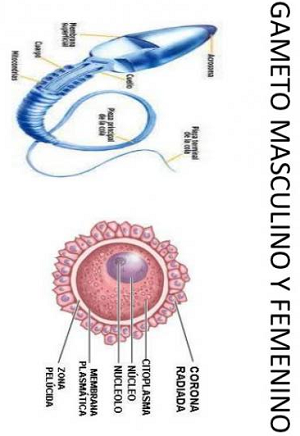 GAMETO MASCULINO Y FEMENINO
Membrana
superficial
Acrosoma
Cuerpo
Mitocondrias
Cuello
Pieza principal
de la cola
Pieza terminal
de la cola
CORONA
RADIADA
CITOPLASMA
NÚCLEO
NUCLEOLO
MEMBRANA
PLASMÁTICA
ZONA
PELÚCIDA